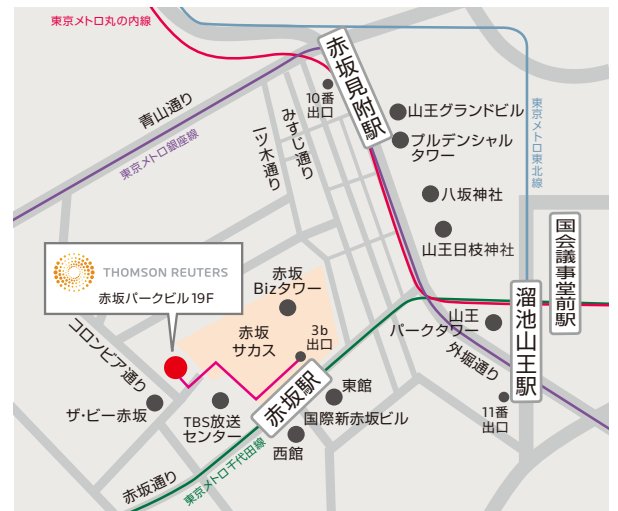 東京メトロ丸の内線
赤坂見附駅
10番
出口
山王グランドビル
プルデンシャル
タワー
東京メトロ東北線
青山通り
東京メトロ銀座線
一ツ木通り
みすじ通り
八坂神社
山王日枝神社
国会議事堂前駅
THOMSON REUTERS
赤坂パークビル19F
赤坂
Bizタワー
溜池山王駅
山王
パークタワー
赤坂
サカス
3b
出口
外堀通り
コロンビア通り
赤坂駅
東館
11番
出口
ザ・ビー赤坂
TBS放送
センター
国際新赤坂ビル
西館
赤坂通り
東京メトロ千代田線